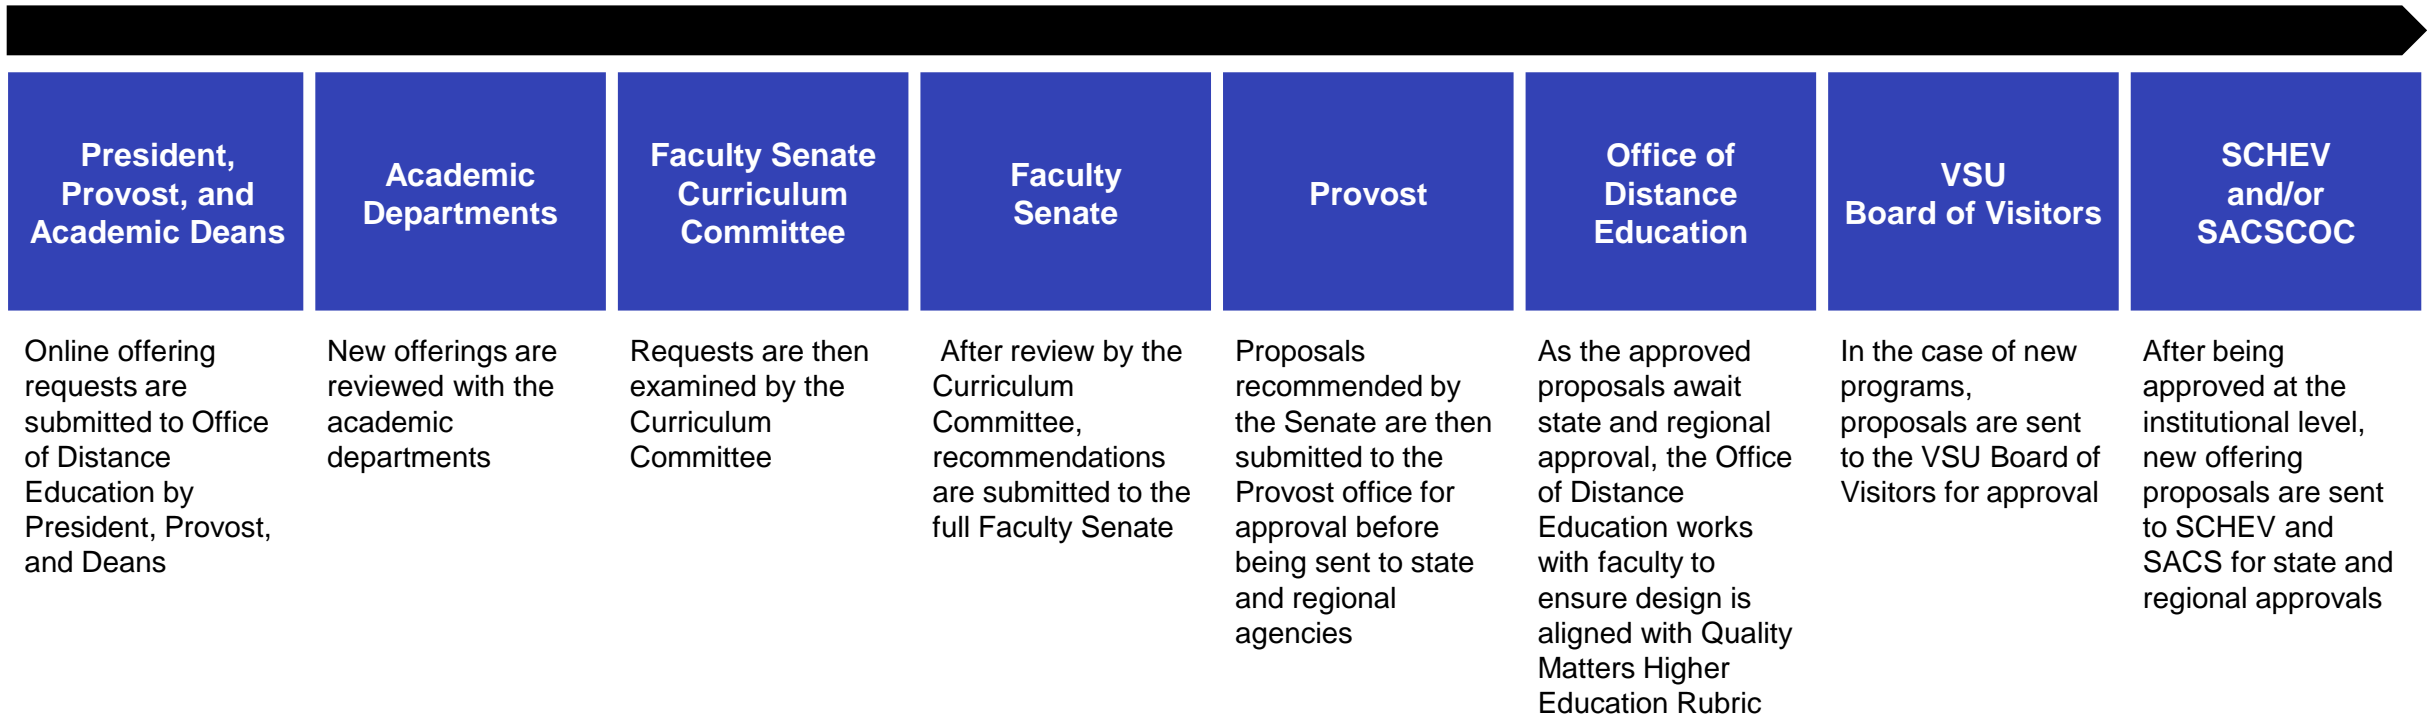 President,
Provost, and
Academic Deans
Academic
Departments
Faculty Senate
Curriculum
Committee
Faculty
Senate
Provost
Office of
Distance
Education
VSU
Board of Visitors
SCHEV
and/or
SACSCOC
Online offering
requests are
submitted to Office
of Distance
Education by
President, Provost,
and Deans
New offerings are
reviewed with the
academic
departments
Requests are then
examined by the
Curriculum
Committee
After review by the
Curriculum
Committee,
recommendations
are submitted to the
full Faculty Senate
Proposals
recommended by
the Senate are then
submitted to the
Provost office for
approval before
being sent to state
and regional
agencies
As the approved
proposals await
state and regional
approval, the Office
of Distance
Education works
with faculty to
ensure design is
aligned with Quality
Matters Higher
Education Rubric
In the case of new
programs,
proposals are sent
to the VSU Board of
Visitors for approval
After being
approved at the
institutional level,
new offering
proposals are sent
to SCHEV and
SACS for state and
regional approvals